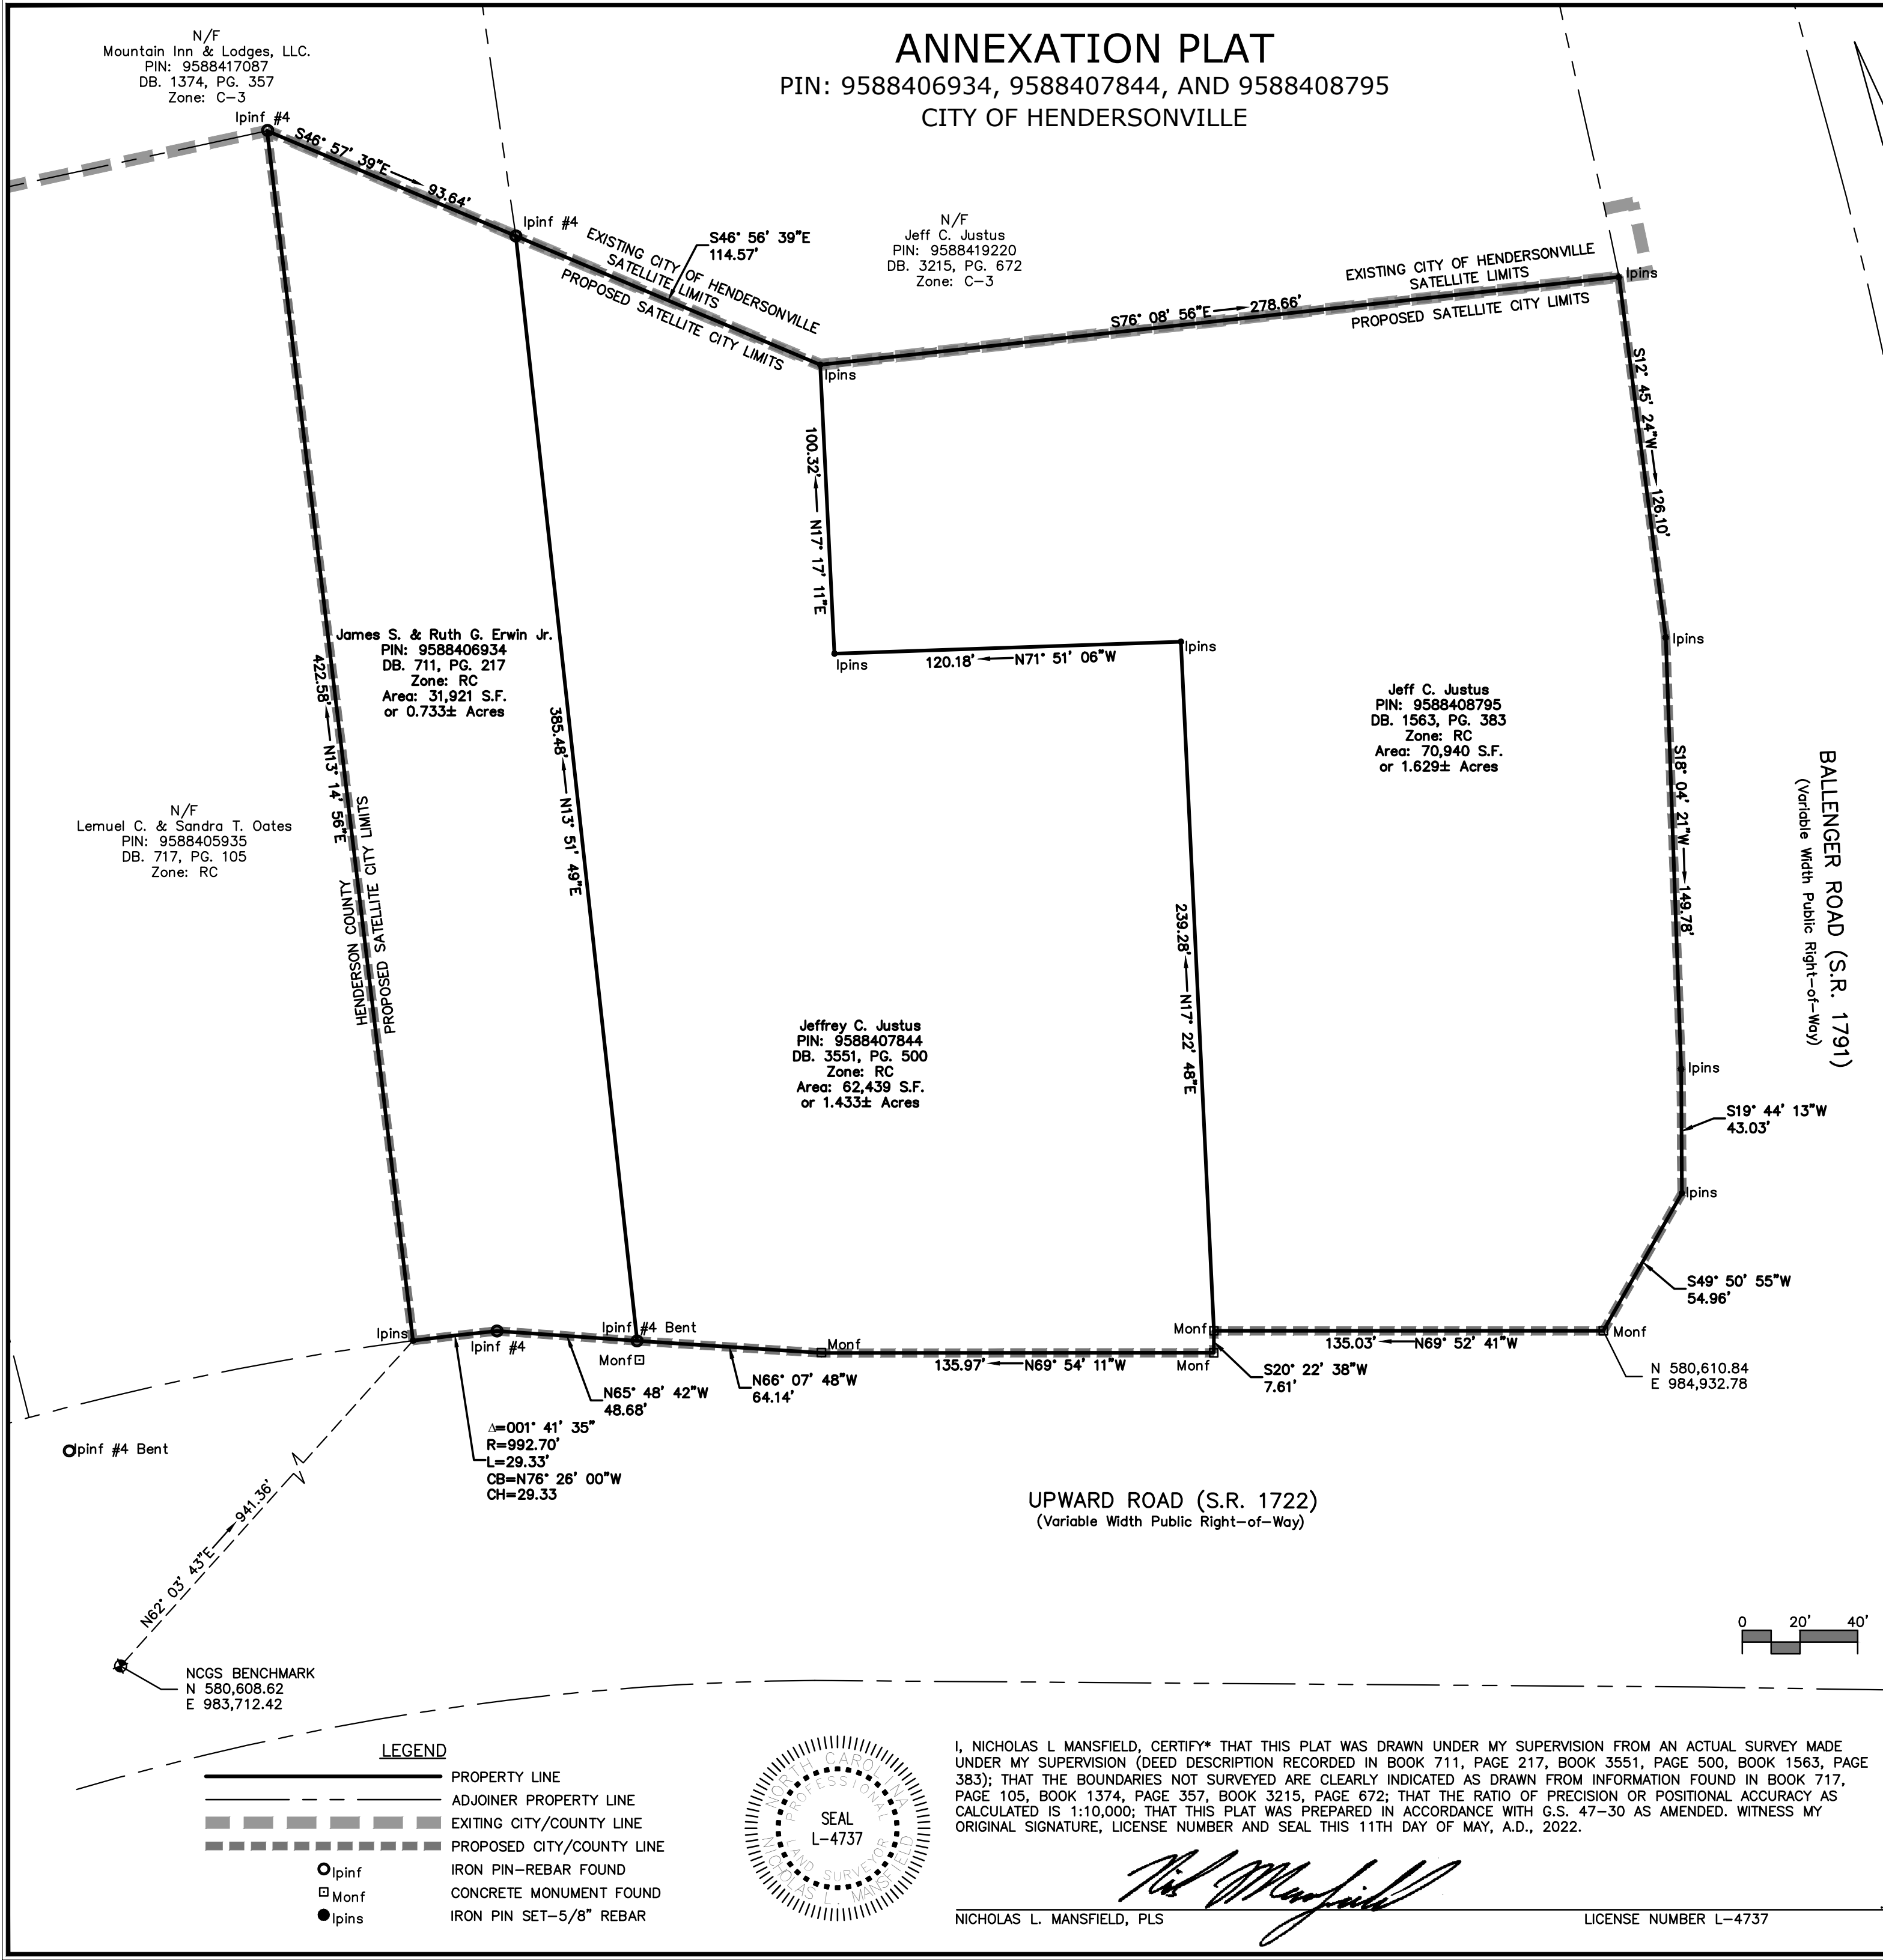 ANNEXATION PLAT
PIN: 9588406934, 9588407844, AND 9588408795
CITY OF HENDERSONVILLE
N/F
Mountain Inn & Lodges, LLC.
PIN: 9588417087
DB. 1374, PG. 357
Zone: C-3
Ipinf #4
S46° 57' 39"E
93.64'
Ipinf #4
EXISTING CITY OF HENDERSONVILLE
SATELLITE LIMITS
PROPOSED SATELLITE CITY LIMITS
S46° 56' 39"E
114.57'
N/F
Jeff C. Justus
PIN: 9588419220
DB. 3215, PG. 672
Zone: C-3
EXISTING CITY OF HENDERSONVILLE
SATELLITE LIMITS
PROPOSED SATELLITE CITY LIMITS
S76° 08' 56"E
278.66'
Ipins
Ipins
S12° 45' 24"W
126.10'
100.32'
N17° 17' 11"E
Ipins
120.18'
N71° 51' 06"W
Ipins
Ipins
James S. & Ruth G. Erwin Jr.
PIN: 9588406934
DB. 711, PG. 217
Zone: RC
Area: 31,921 S.F.
or 0.733± Acres
422.58'
N13° 14' 56"E
385.48'
N13° 51' 49"E
Jeff C. Justus
PIN: 9588408795
DB. 1563, PG. 383
Zone: RC
Area: 70,940 S.F.
or 1.629± Acres
S18° 04' 21"W
149.78'
BALLENGER ROAD (S.R. 1791)
(Variable Width Public Right-of-Way)
N/F
Lemuel C. & Sandra T. Oates
PIN: 9588405935
DB. 717, PG. 105
Zone: RC
HENDERSON COUNTY
PROPOSED SATELLITE CITY LIMITS
239.28'
N17° 22' 48"E
Jeffrey C. Justus
PIN: 9588407844
DB. 3551, PG. 500
Zone: RC
Area: 62,439 S.F.
or 1.433± Acres
Ipins
S19° 44' 13"W
43.03'
Ipins
S49° 50' 55"W
54.96'
Ipins
Ipinf #4
Ipinf #4 Bent
Monf
Monf
Monf
Monf
Monf
135.97'
N69° 54' 11"W
135.03'
N69° 52' 41"W
S20° 22' 38"W
7.61'
N 580,610.84
E 984,932.78
N66° 07' 48"W
64.14'
N65° 48' 42"W
48.68'
Δ=001° 41' 35"
R=992.70'
L=29.33'
CB=N76° 26' 00"W
CH=29.33
Ipinf #4 Bent
N62° 03' 43"E
941.36'
UPWARD ROAD (S.R. 1722)
(Variable Width Public Right-of-Way)
0 20' 40'
NCGS BENCHMARK
N 580,608.62
E 983,712.42
LEGEND
PROPERTY LINE
ADJOINER PROPERTY LINE
EXITING CITY/COUNTY LINE
PROPOSED CITY/COUNTY LINE
Ipinf IRON PIN-REBAR FOUND
Monf CONCRETE MONUMENT FOUND
Ipins IRON PIN SET-5/8" REBAR
NORTH CAROLINA
PROFESSIONAL
SEAL
L-4737
LAND SURVEYOR
NICHOLAS L. MANSFIELD
I, NICHOLAS L MANSFIELD, CERTIFY* THAT THIS PLAT WAS DRAWN UNDER MY SUPERVISION FROM AN ACTUAL SURVEY MADE
UNDER MY SUPERVISION (DEED DESCRIPTION RECORDED IN BOOK 711, PAGE 217, BOOK 3551, PAGE 500, BOOK 1563, PAGE
383); THAT THE BOUNDARIES NOT SURVEYED ARE CLEARLY INDICATED AS DRAWN FROM INFORMATION FOUND IN BOOK 717,
PAGE 105, BOOK 1374, PAGE 357, BOOK 3215, PAGE 672; THAT THE RATIO OF PRECISION OR POSITIONAL ACCURACY AS
CALCULATED IS 1:10,000; THAT THIS PLAT WAS PREPARED IN ACCORDANCE WITH G.S. 47-30 AS AMENDED. WITNESS MY
ORIGINAL SIGNATURE, LICENSE NUMBER AND SEAL THIS 11TH DAY OF MAY, A.D., 2022.
Nick Mansfield
NICHOLAS L. MANSFIELD, PLS
LICENSE NUMBER L-4737